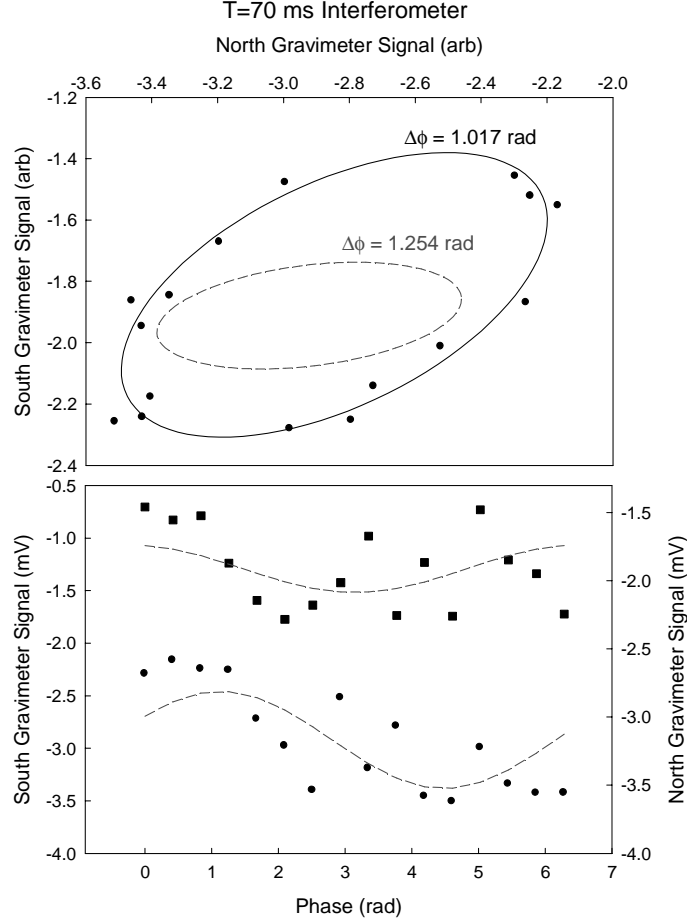 T=70 ms Interferometer
North Gravimeter Signal (arb)
-3.6 -3.4 -3.2 -3.0 -2.8 -2.6 -2.4 -2.2 -2.0
South Gravimeter Signal (arb)
-1.2
-1.4
-1.6
-1.8
-2.0
-2.2
-2.4
Δϕ = 1.017 rad
Δϕ = 1.254 rad
South Gravimeter Signal (mV)
-0.5
-1.0
-1.5
-2.0
-2.5
-3.0
-3.5
-4.0
South Gravimeter Signal (mV)
-1.5
-2.0
-2.5
-3.0
-3.5
-4.0
North Gravimeter Signal (mV)
0 1 2 3 4 5 6 7
Phase (rad)